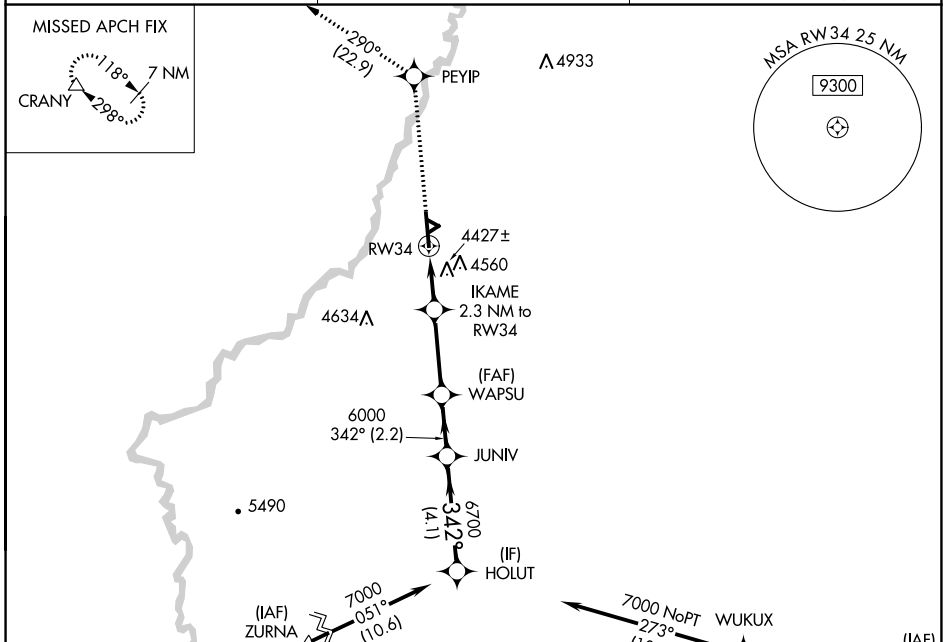 MISSED APCH FIX
118°
7 NM
CRANY
298°
290°
(22.9)
PEYIP
4933
MSA RW34 25 NM
9300
RW34
4427±
4560
IKAME
2.3 NM to
RW34
4634
(FAF)
WAPSU
6000
342° (2.2)
JUNIV
5490
6700
342°
(4.1)
(IF)
HOLUT
7000
051°
(10.6)
(IAF)
ZURNA
7000 NoPT
273°
WUKUX
(IAF)